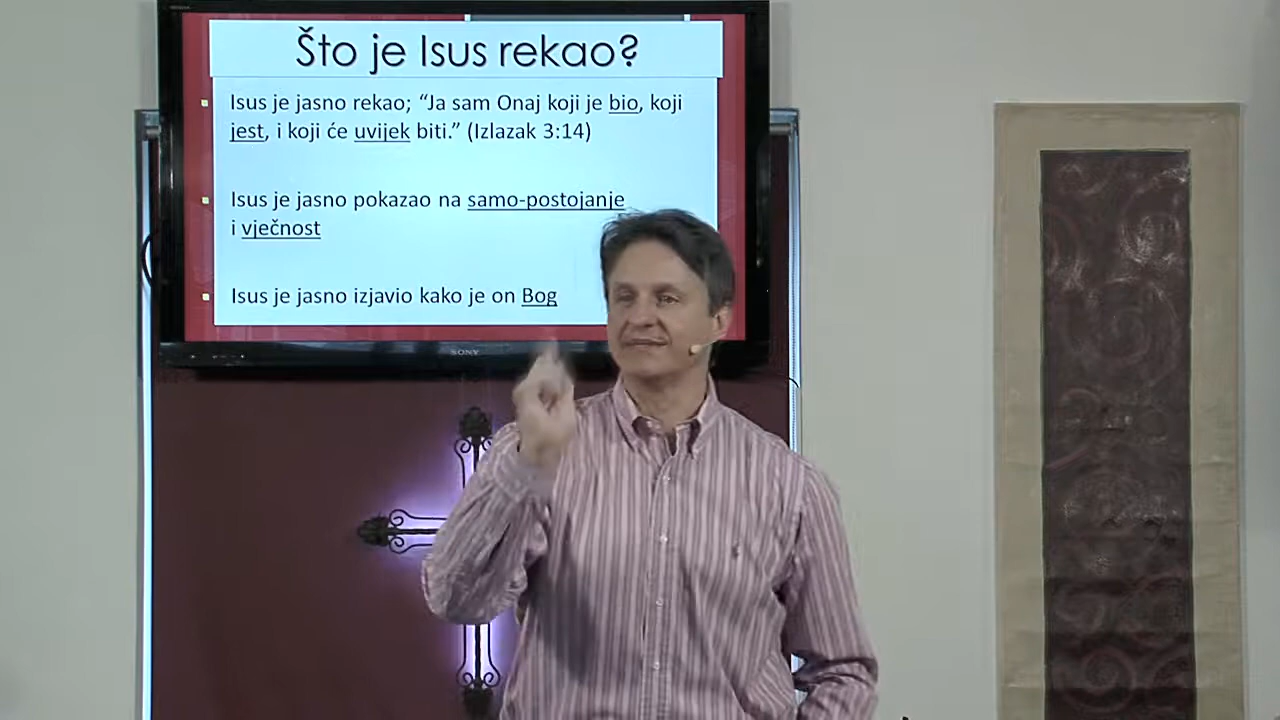 Što je Isus rekao?
Isus je jasno rekao; “Ja sam Onaj koji je bio, koji
jest, i koji će uvijek biti.” (Izlazak 3:14)
Isus je jasno pokazao na samo-postojanje
i vječnost
Isus je jasno izjavio kako je on Bog
SONY